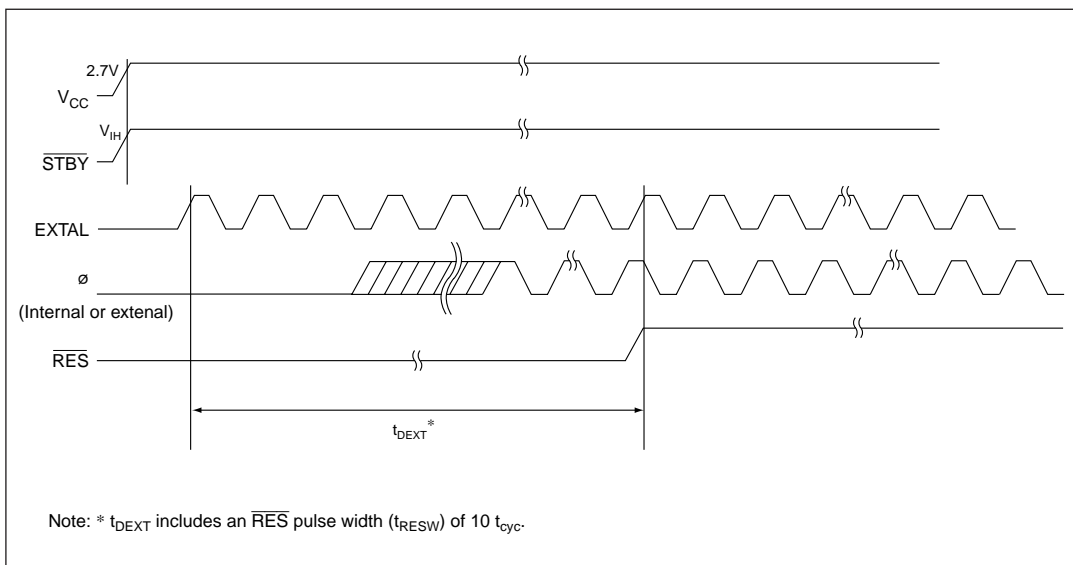 2.7V
VCC
VIH
STBY
EXTAL
ø
(Internal or extenal)
RES
tDEXT*
Note: * tDEXT includes an RES pulse width (tRESW) of 10 tcyc.